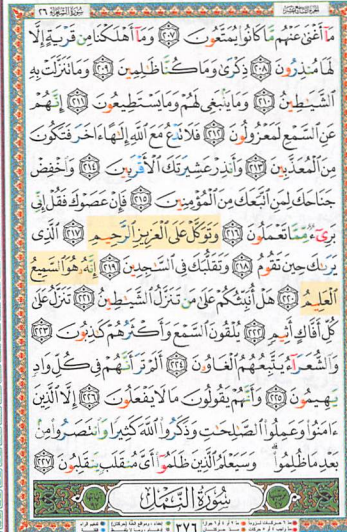 مَآ أَغْنَىٰ عَنْهُم مَّا كَانُوا۟ يُمَتَّعُونَ ٢٠٧ وَمَآ أَهْلَكْنَا مِن قَرْيَةٍ إِلَّا
لَهَا مُنذِرُونَ ٢٠٨ ذِكْرَىٰ وَمَا كُنَّا ظَٰلِمِينَ ٢٠٩ وَمَا تَنَزَّلَتْ بِهِ
ٱلشَّيَٰطِينُ ٢١٠ وَمَا يَنۢبَغِى لَهُمْ وَمَا يَسْتَطِيعُونَ ٢١١ إِنَّهُمْ
عَنِ ٱلسَّمْعِ لَمَعْزُولُونَ ٢١٢ فَلَا تَدْعُ مَعَ ٱللَّهِ إِلَٰهًا ءَاخَرَ فَتَكُونَ
مِنَ ٱلْمُعَذَّبِينَ ٢١٣ وَأَنذِرْ عَشِيرَتَكَ ٱلْأَقْرَبِينَ ٢١٤ وَٱخْفِضْ
جَنَاحَكَ لِمَنِ ٱتَّبَعَكَ مِنَ ٱلْمُؤْمِنِينَ ٢١٥ فَإِنْ عَصَوْكَ فَقُلْ إِنِّى
بَرِىٓءٌ مِّمَّا تَعْمَلُونَ ٢١٦ وَتَوَكَّلْ عَلَى ٱلْعَزِيزِ ٱلرَّحِيمِ ٢١٧ ٱلَّذِى
يَرَىٰكَ حِينَ تَقُومُ ٢١٨ وَتَقَلُّبَكَ فِى ٱلسَّٰجِدِينَ ٢١٩ إِنَّهُۥ هُوَ ٱلسَّمِيعُ
ٱلْعَلِيمُ ٢٢٠ هَلْ أُنَبِّئُكُمْ عَلَىٰ مَن تَنَزَّلُ ٱلشَّيَٰطِينُ ٢٢١ تَنَزَّلُ عَلَىٰ
كُلِّ أَفَّاكٍ أَثِيمٍ ٢٢٢ يُلْقُونَ ٱلسَّمْعَ وَأَكْثَرُهُمْ كَٰذِبُونَ ٢٢٣
وَٱلشُّعَرَآءُ يَتَّبِعُهُمُ ٱلْغَاوُۥنَ ٢٢٤ أَلَمْ تَرَ أَنَّهُمْ فِى كُلِّ وَادٍ
يَهِيمُونَ ٢٢٥ وَأَنَّهُمْ يَقُولُونَ مَا لَا يَفْعَلُونَ ٢٢٦ إِلَّا ٱلَّذِينَ
ءَامَنُوا۟ وَعَمِلُوا۟ ٱلصَّٰلِحَٰتِ وَذَكَرُوا۟ ٱللَّهَ كَثِيرًا وَٱنتَصَرُوا۟ مِنۢ
بَعْدِ مَا ظُلِمُوا۟ وَسَيَعْلَمُ ٱلَّذِينَ ظَلَمُوٓا۟ أَىَّ مُنقَلَبٍ يَنقَلِبُونَ ٢٢٧
سُورَةُ ٱلنَّمْلِ
٣٧٦